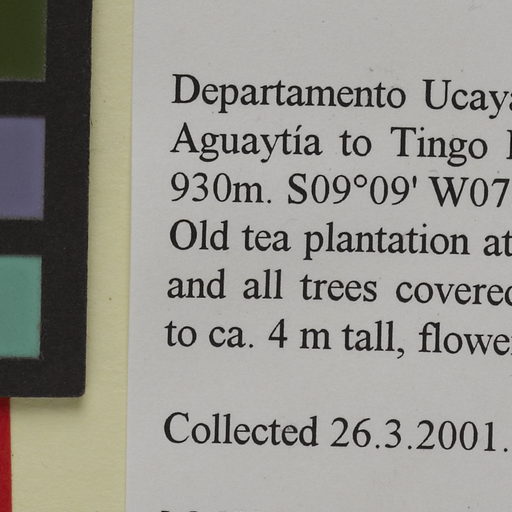 Departamento Ucaya
Aguaytía to Tingo
930m. S09°09' W07
Old tea plantation at
and all trees covered
to ca. 4 m tall, flowe
Collected 26.3.2001.